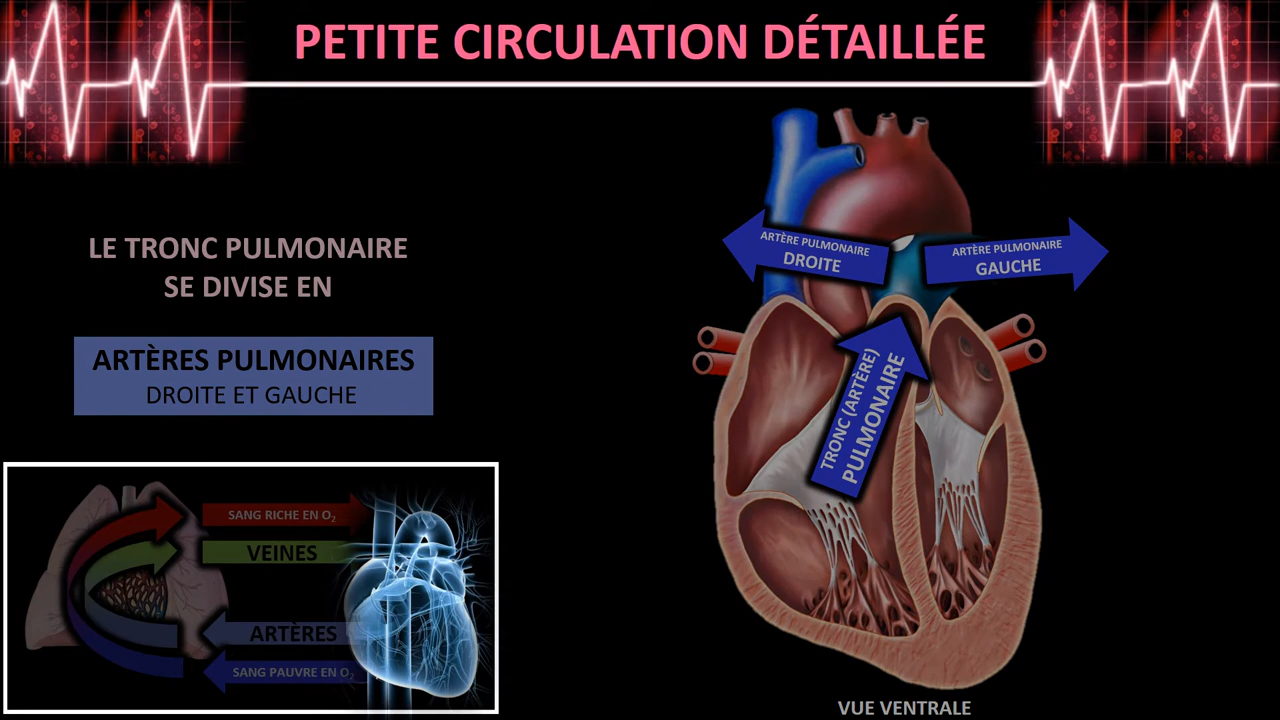 PETITE CIRCULATION DÉTAILLÉE
LE TRONC PULMONAIRE
SE DIVISE EN
ARTÈRES PULMONAIRES
DROITE ET GAUCHE
SANG RICHE EN O₂
VEINES
ARTÈRES
SANG PAUVRE EN O₂
ARTÈRE PULMONAIRE
DROITE
ARTÈRE PULMONAIRE
GAUCHE
TRONC (ARTÈRE)
PULMONAIRE
VUE VENTRALE